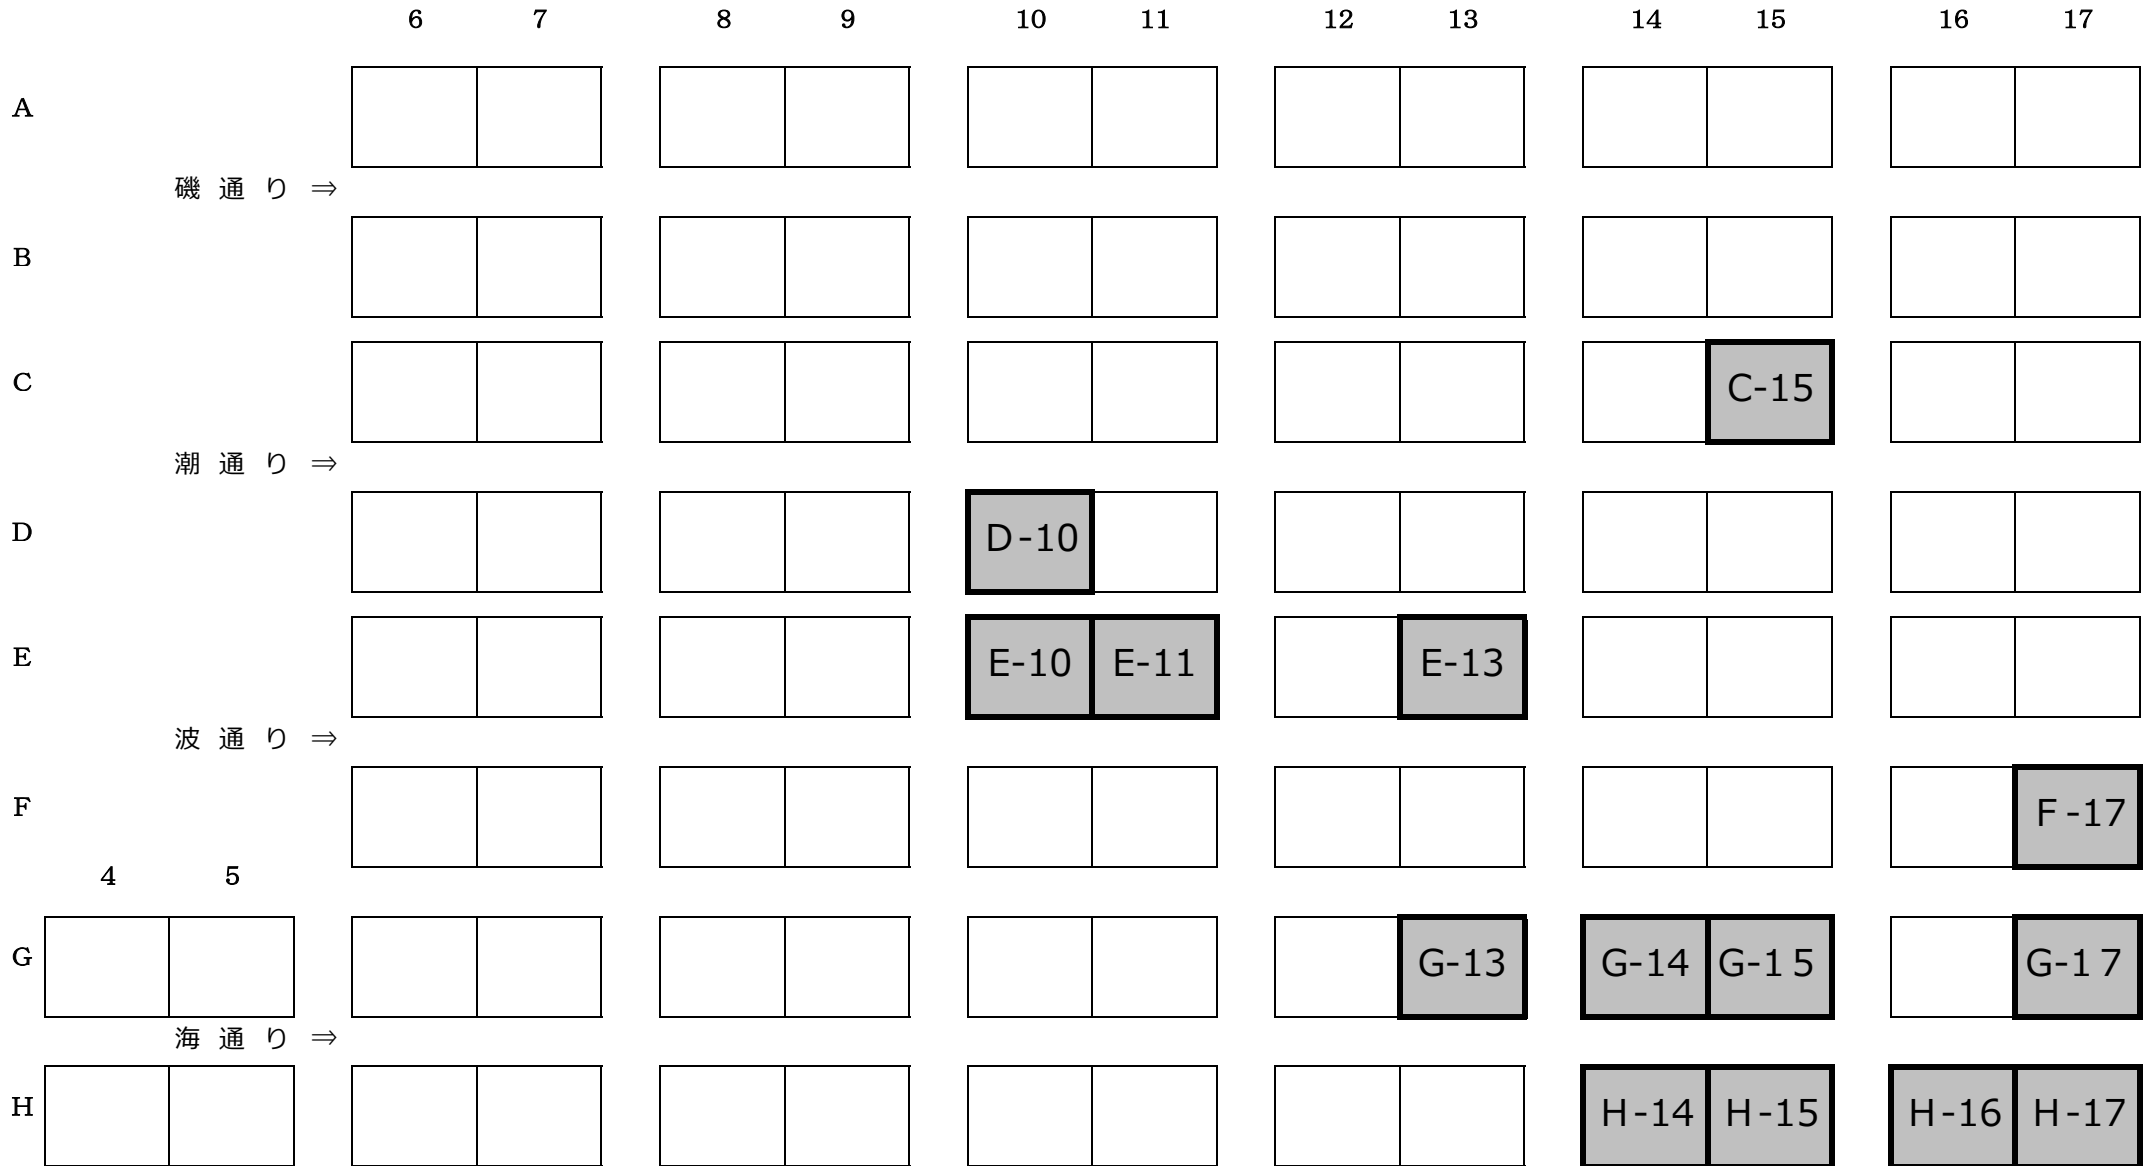 6 7 8 9 10 11 12 13 14 15 16 17
A
磯 通 り ⇒
B
C C-15
潮 通 り ⇒
D D-10
E E-10 E-11 E-13
波 通 り ⇒
F F-17
4 5
G G-13 G-14 G-15 G-17
海 通 り ⇒
H H-14 H-15 H-16 H-17